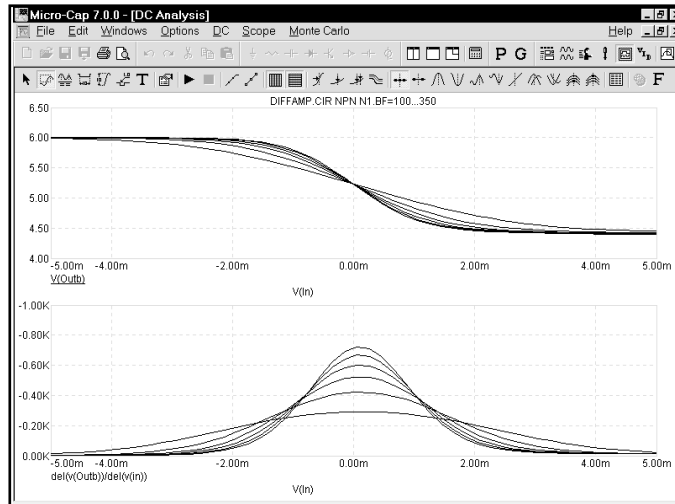 Micro-Cap 7.0.0 - [DC Analysis]
File Edit Windows Options DC Scope Monte Carlo Help
P G
T F
DIFFAMP.CIR NPN N1.BF=100...350
6.50
6.00
5.50
5.00
4.50
4.00
-5.00m -4.00m -2.00m 0.00m 2.00m 4.00m 5.00m
V(Outb)
V(In)
-1.00K
-0.80K
-0.60K
-0.40K
-0.20K
0.00K
-5.00m -4.00m -2.00m 0.00m 2.00m 4.00m 5.00m
del(v(Outb))/del(v(in))
V(In)